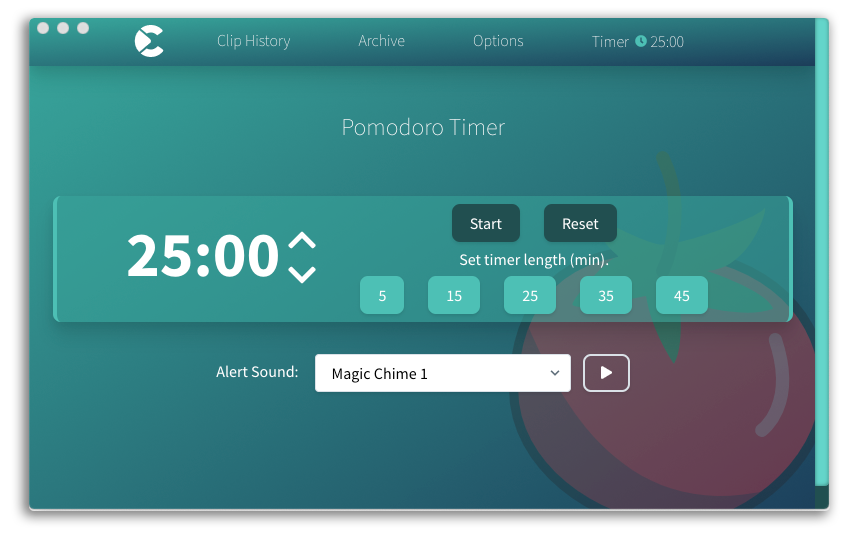 Clip History Archive Options Timer 25:00
Pomodoro Timer
25:00
Start Reset
Set timer length (min).
5 15 25 35 45
Alert Sound: Magic Chime 1